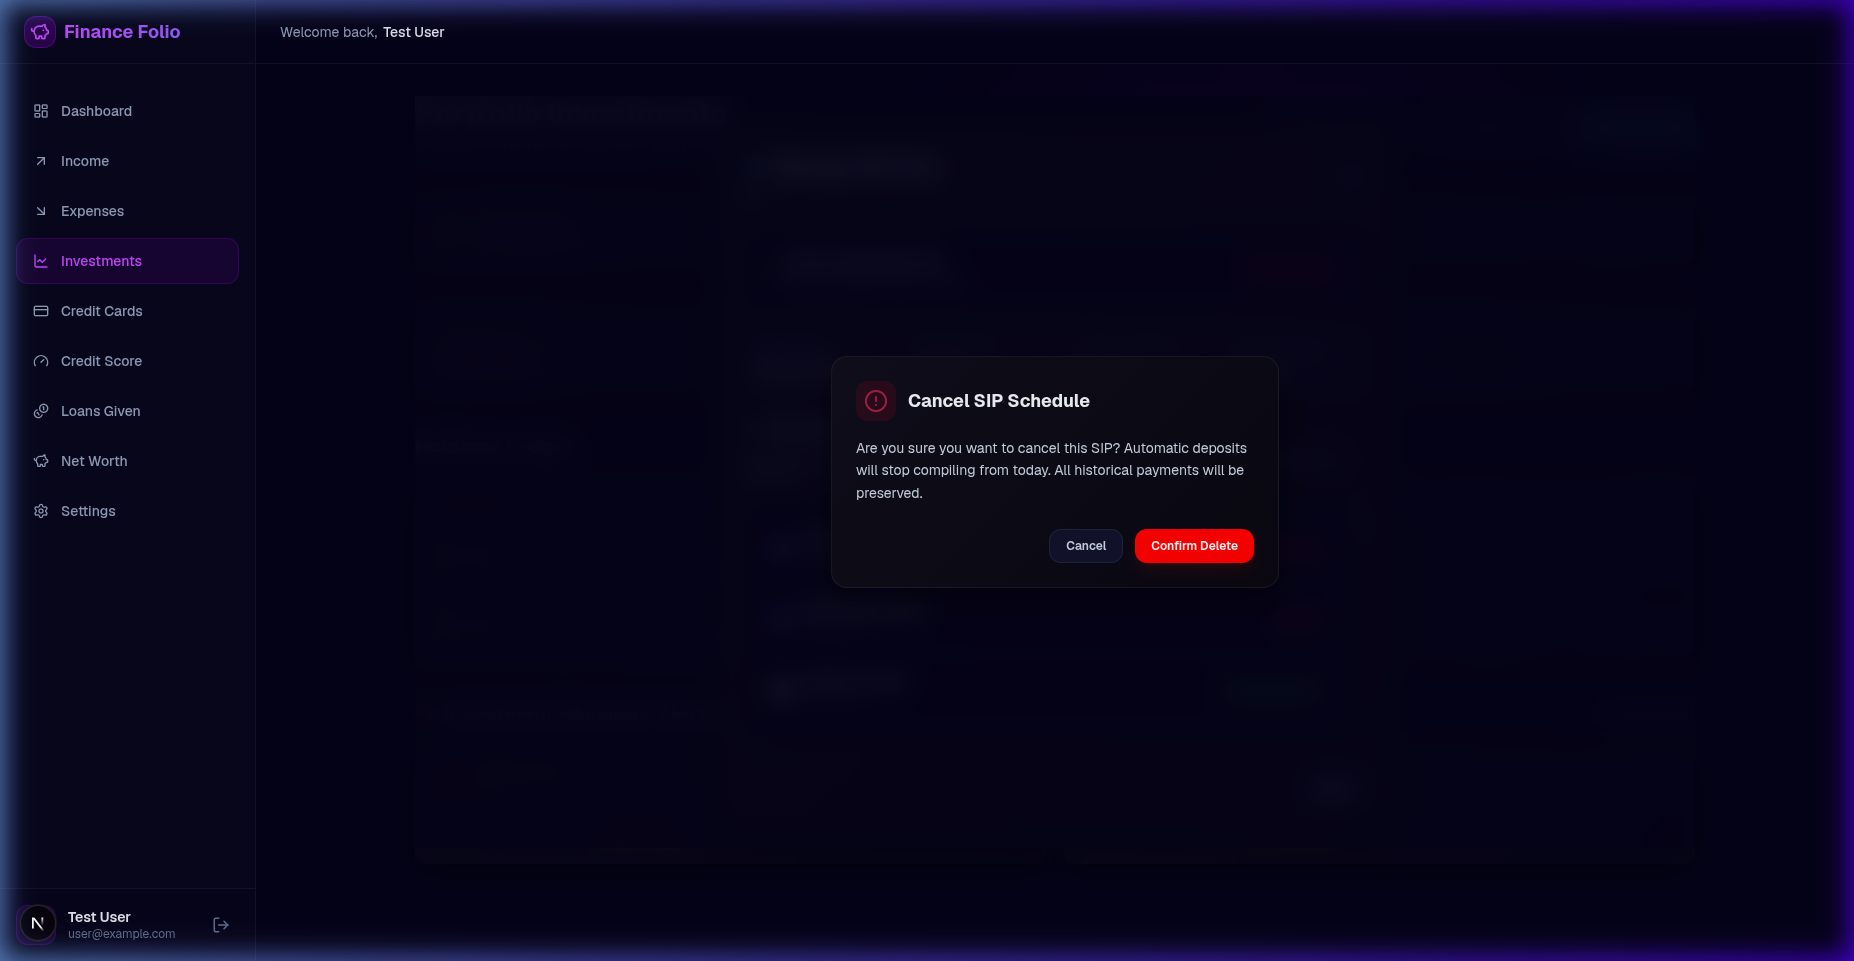 Finance Folio
Welcome back, Test User
Dashboard
Income
Expenses
Investments
Credit Cards
Credit Score
Loans Given
Net Worth
Settings
Cancel SIP Schedule
Are you sure you want to cancel this SIP? Automatic deposits
will stop compiling from today. All historical payments will be
preserved.
Cancel
Confirm Delete
N
Test User
user@example.com